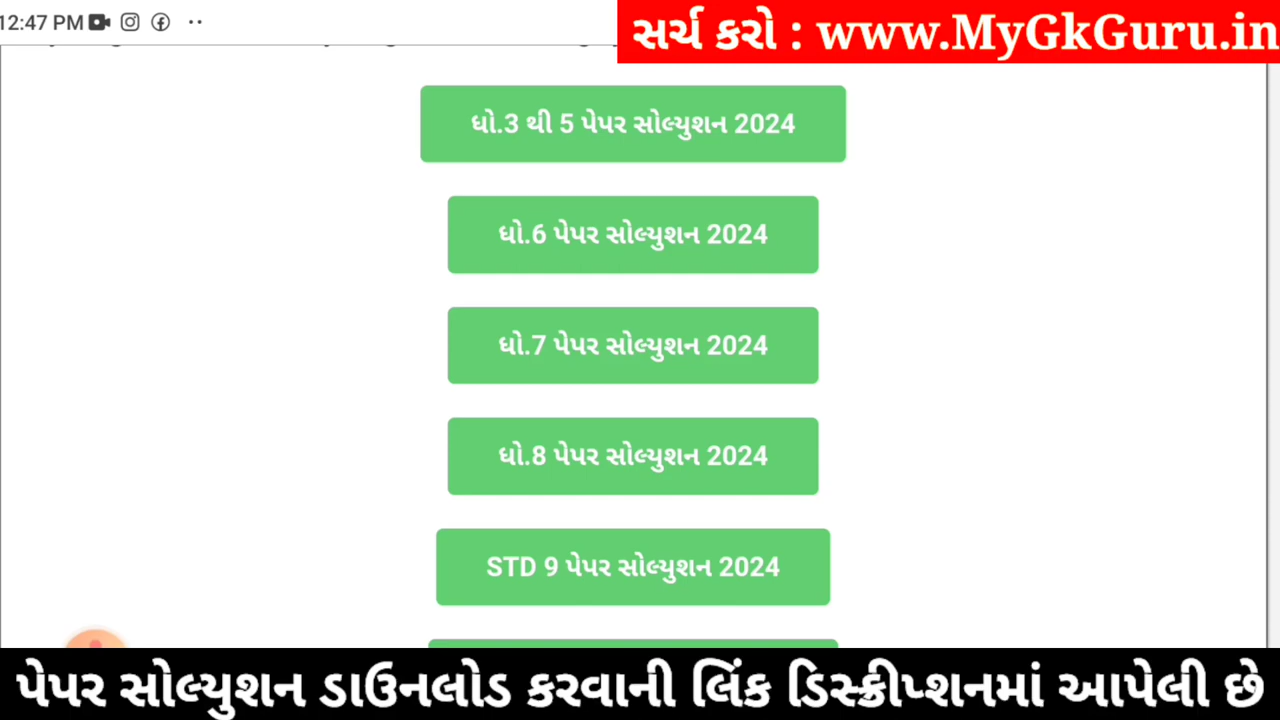 12:47 PM
સર્ચ કરો : www.MyGkGuru.in
ધો.3 થી 5 પેપર સોલ્યુશન 2024
ધો.6 પેપર સોલ્યુશન 2024
ધો.7 પેપર સોલ્યુશન 2024
ધો.8 પેપર સોલ્યુશન 2024
STD 9 પેપર સોલ્યુશન 2024
પેપર સોલ્યુશન ડાઉનલોડ કરવાની લિંક ડિસ્ક્રીપ્શનમાં આપેલી છે